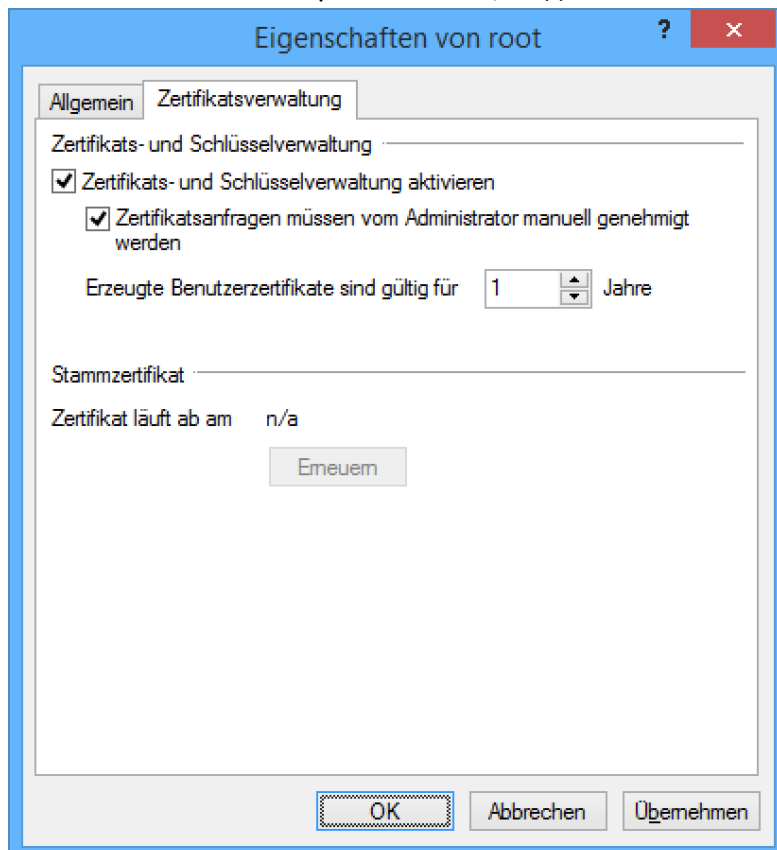 Eigenschaften von root
?
Allgemein
Zertifikatsverwaltung
Zertifikats- und Schlüsselverwaltung
Zertifikats- und Schlüsselverwaltung aktivieren
Zertifikatsanfragen müssen vom Administrator manuell genehmigt
werden
Erzeugte Benutzerzertifikate sind gültig für 1 Jahre
Stammzertifikat
Zertifikat läuft ab am n/a
Erneuern
OK Abbrechen Übernehmen